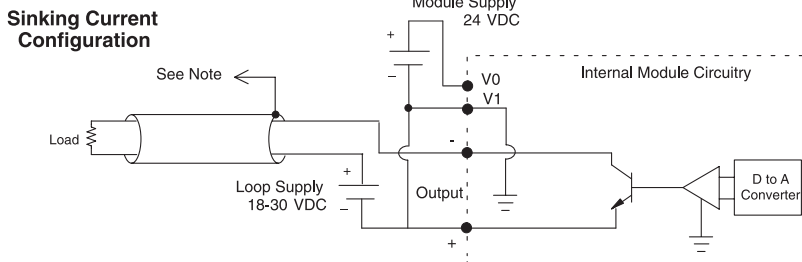 Sinking Current
Configuration
Module Supply
24 VDC
See Note
V0
V1
Internal Module Circuitry
Load
+
–
-
+
–
Loop Supply
18-30 VDC
Output
+
D to A
Converter